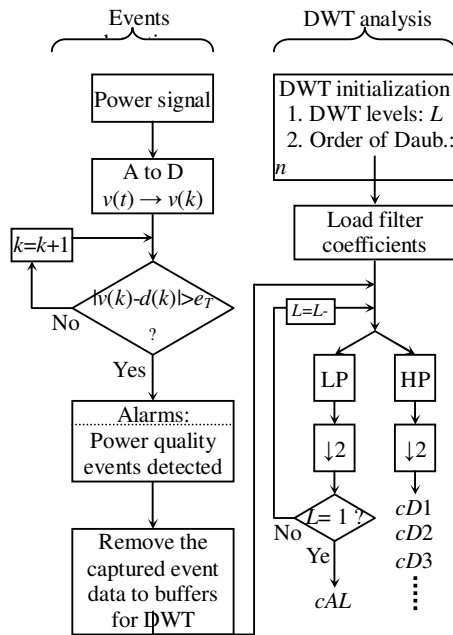 Events
Power signal
A to D
v(t) → v(k)
k=k+1
|v(k)-d(k)|>e_T
?
No
Yes
Alarms:
Power quality
events detected
Remove the
captured event
data to buffers
for DWT
DWT analysis
DWT initialization
1. DWT levels: L
2. Order of Daub.:
n
Load filter
coefficients
L=L-
LP
HP
↓2
↓2
L= 1 ?
No
Ye
cAL
cD1
cD2
cD3